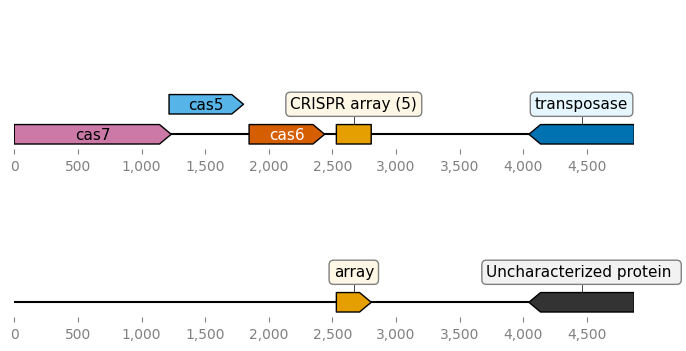 cas5 CRISPR array (5) transposase
cas7 cas6
0 500 1,000 1,500 2,000 2,500 3,000 3,500 4,000 4,500
array Uncharacterized protein
0 500 1,000 1,500 2,000 2,500 3,000 3,500 4,000 4,500